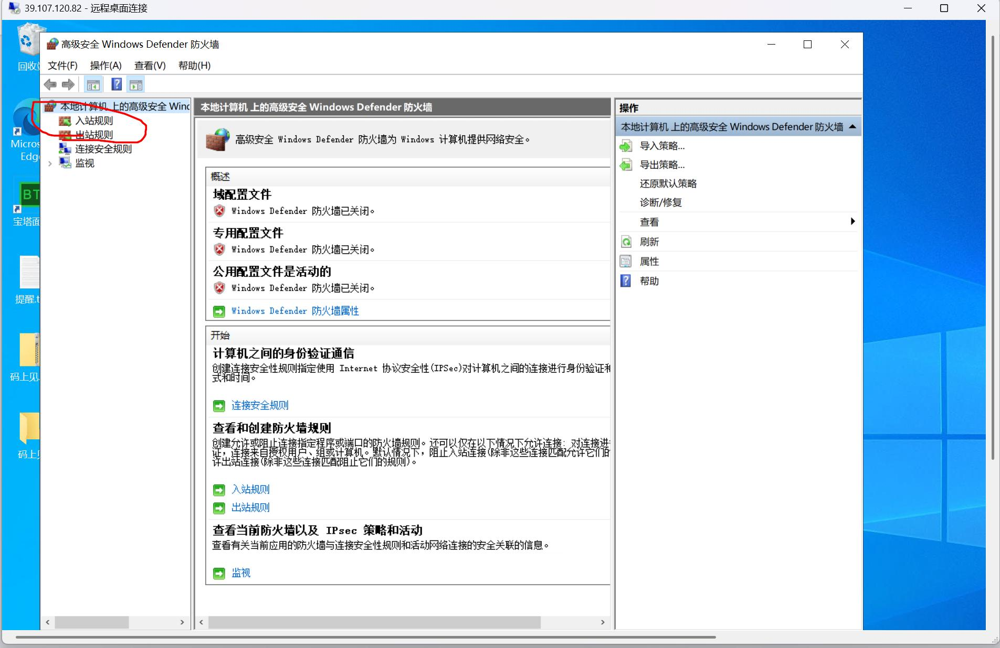 39.107.120.82 - 远程桌面连接
回收站
Micros
Edg
BT
宝塔面
提醒.t
码上见.
码上见
高级安全 Windows Defender 防火墙
文件(F) 操作(A) 查看(V) 帮助(H)
本地计算机 上的高级安全 Wind
入站规则
出站规则
连接安全规则
监视
本地计算机 上的高级安全 Windows Defender 防火墙
高级安全 Windows Defender 防火墙为 Windows 计算机提供网络安全。
概述
域配置文件
Windows Defender 防火墙已关闭。
专用配置文件
Windows Defender 防火墙已关闭。
公用配置文件是活动的
Windows Defender 防火墙已关闭。
Windows Defender 防火墙属性
开始
计算机之间的身份验证通信
创建连接安全性规则指定使用 Internet 协议安全性(IPSec)对计算机之间的连接进行身份验证和
式和时间。
连接安全规则
查看和创建防火墙规则
创建允许或阻止连接指定程序或端口的防火墙规则。还可以仅在以下情况下允许连接: 对连接进
证，连接来自授权用户、组或计算机。默认情况下，阻止入站连接(除非这些连接匹配允许它们的
许出站连接(除非这些连接匹配阻止它们的规则)。
入站规则
出站规则
查看当前防火墙以及 IPsec 策略和活动
查看有关当前应用的防火墙与连接安全性规则和活动网络连接的安全关联的信息。
监视
操作
本地计算机 上的高级安全 Windows Defender 防火墙
导入策略...
导出策略...
还原默认策略
诊断/修复
查看
刷新
属性
帮助